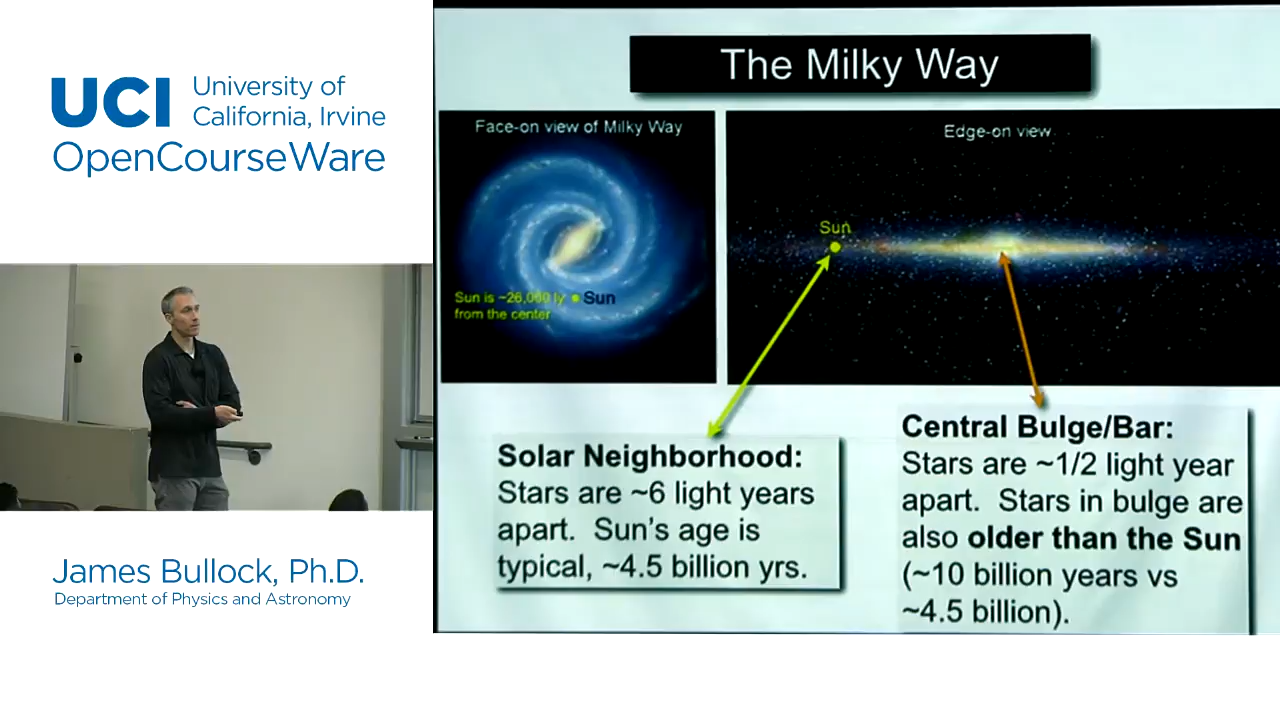 UCI University of
California, Irvine
OpenCourseWare
James Bullock, Ph.D.
Department of Physics and Astronomy
The Milky Way
Face-on view of Milky Way
Sun is ~26,000 ly
from the center
Sun
Edge-on view
Sun
Solar Neighborhood:
Stars are ~6 light years
apart. Sun's age is
typical, ~4.5 billion yrs.
Central Bulge/Bar:
Stars are ~1/2 light year
apart. Stars in bulge are
also older than the Sun
(~10 billion years vs
~4.5 billion).